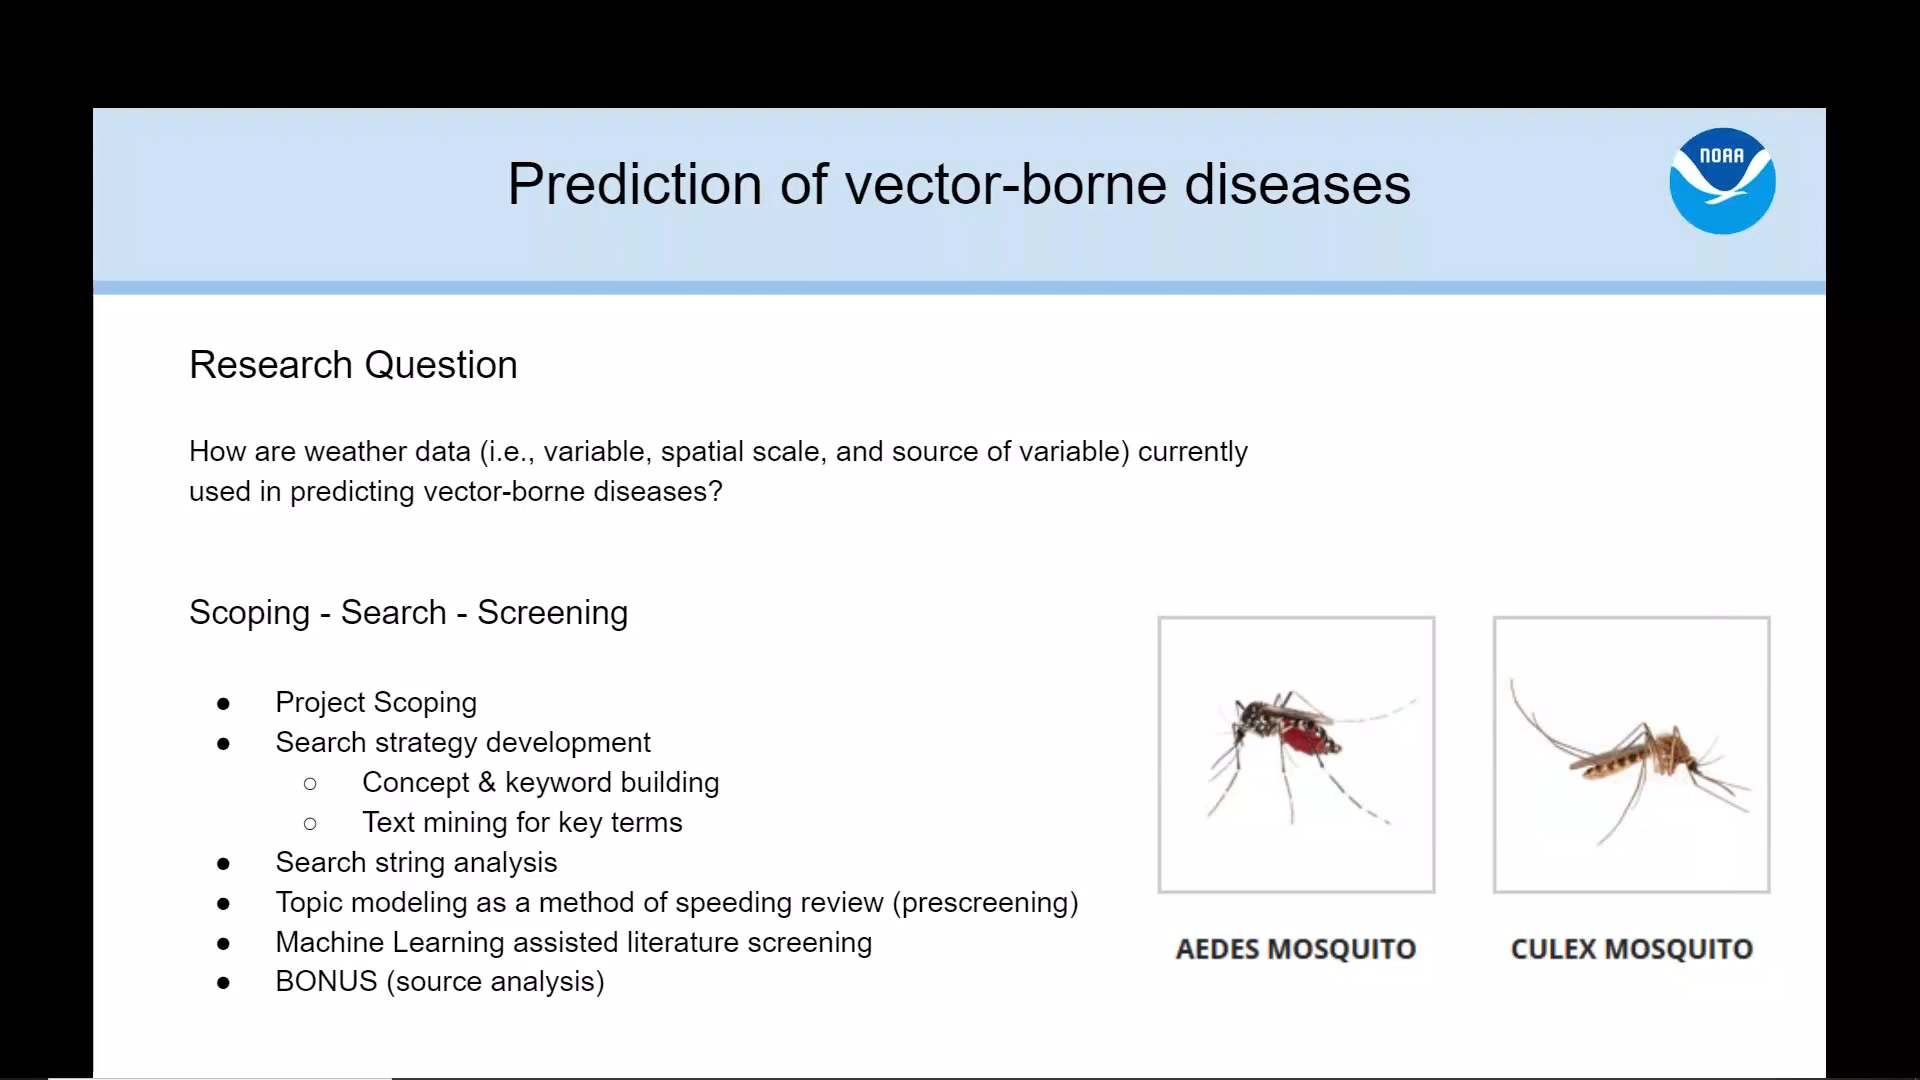 Prediction of vector-borne diseases
NOAA
Research Question
How are weather data (i.e., variable, spatial scale, and source of variable) currently
used in predicting vector-borne diseases?
Scoping - Search - Screening
● Project Scoping
● Search strategy development
○ Concept & keyword building
○ Text mining for key terms
● Search string analysis
● Topic modeling as a method of speeding review (prescreening)
● Machine Learning assisted literature screening
● BONUS (source analysis)
AEDES MOSQUITO
CULEX MOSQUITO